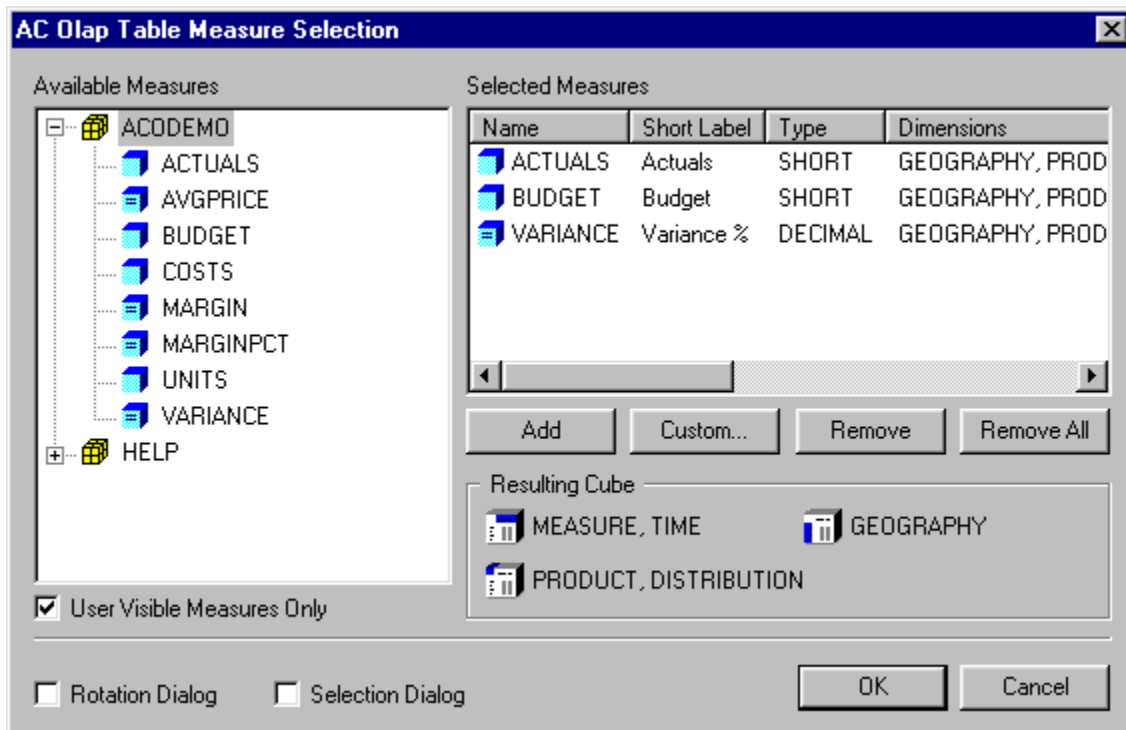 AC Olap Table Measure Selection
Available Measures
ACODEMO
ACTUALS
AVGPRICE
BUDGET
COSTS
MARGIN
MARGINPCT
UNITS
VARIANCE
HELP
User Visible Measures Only
Selected Measures
Name Short Label Type Dimensions
ACTUALS Actuals SHORT GEOGRAPHY, PROD
BUDGET Budget SHORT GEOGRAPHY, PROD
VARIANCE Variance % DECIMAL GEOGRAPHY, PROD
Add Custom... Remove Remove All
Resulting Cube
MEASURE, TIME GEOGRAPHY
PRODUCT, DISTRIBUTION
Rotation Dialog Selection Dialog OK Cancel